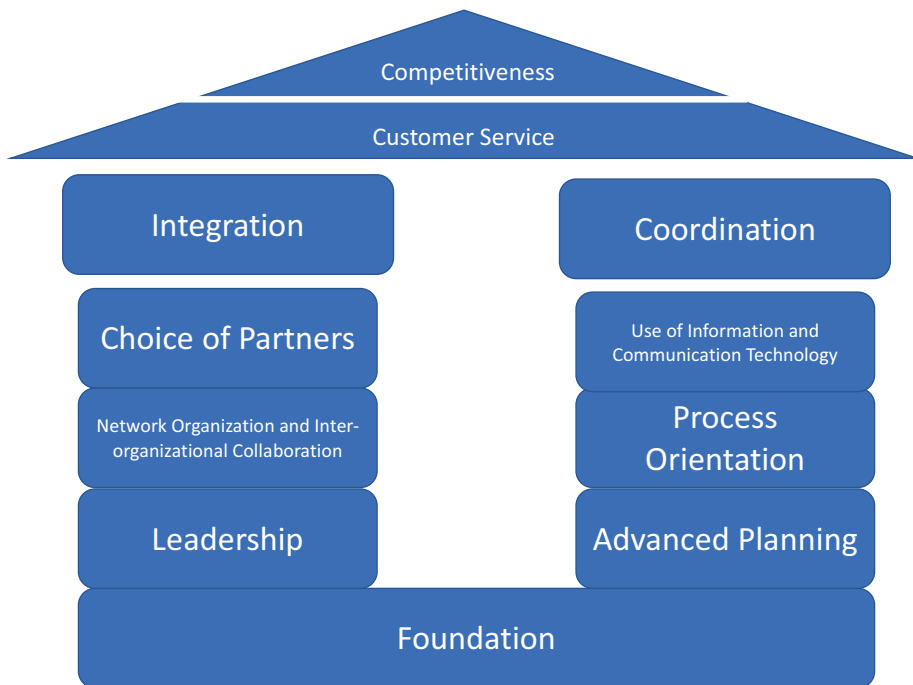 Competitiveness
Customer Service
Integration
Coordination
Choice of Partners
Use of Information and
Communication Technology
Network Organization and Inter-
organizational Collaboration
Process
Orientation
Leadership
Advanced Planning
Foundation